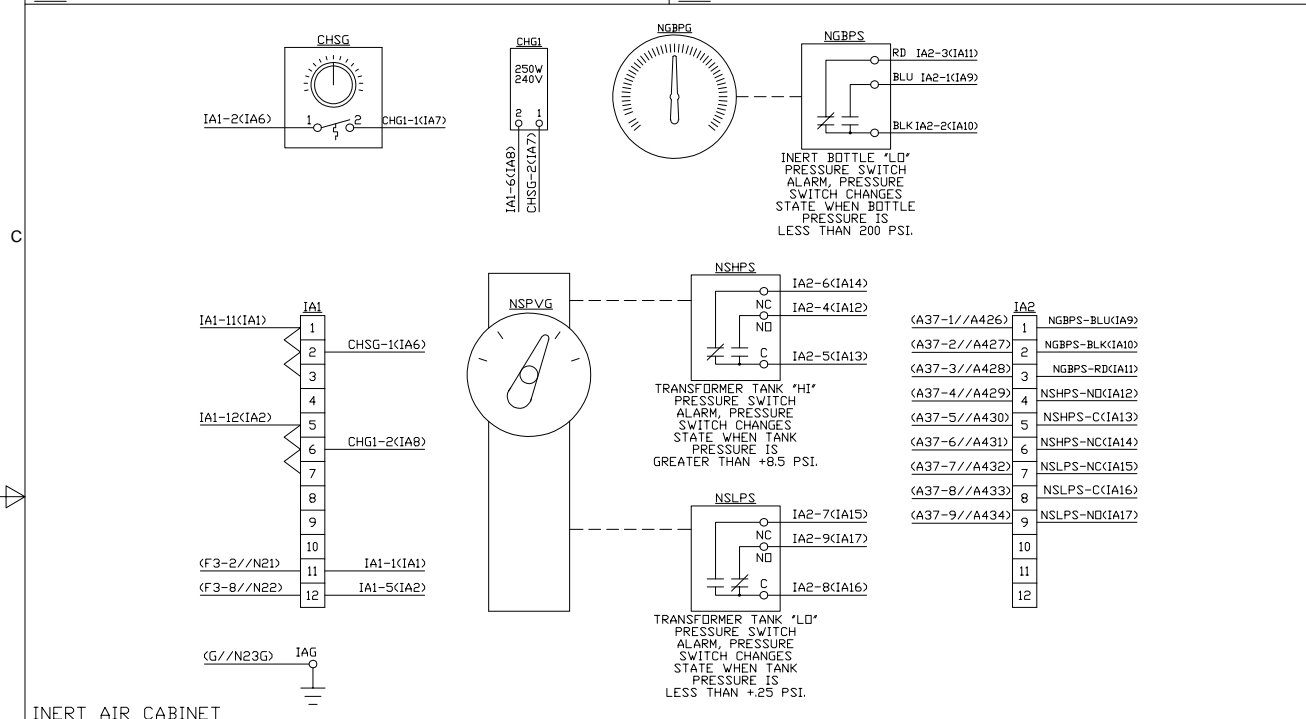 CHSG
IA1-2(IA6)
1
2
CHG1-1(IA7)
CHG1
250W
240V
2
1
IA1-6(IA8)
CHSG-2(IA7)
NGBPG
NGBPS
RD IA2-3(IA11)
BLU IA2-1(IA9)
BLK IA2-2(IA10)
INERT BOTTLE "LO"
PRESSURE SWITCH
ALARM, PRESSURE
SWITCH CHANGES
STATE WHEN BOTTLE
PRESSURE IS
LESS THAN 200 PSI.
C
IA1
IA1-11(IA1)
1
2
CHSG-1(IA6)
3
4
IA1-12(IA2)
5
6
CHG1-2(IA8)
7
8
9
10
(F3-2//N21)
11
IA1-1(IA1)
(F3-8//N22)
12
IA1-5(IA2)
(G//N23G)
IAG
NSPVG
NSHPS
IA2-6(IA14)
NC
IA2-4(IA12)
NO
C
IA2-5(IA13)
TRANSFORMER TANK "HI"
PRESSURE SWITCH
ALARM, PRESSURE
SWITCH CHANGES
STATE WHEN TANK
PRESSURE IS
GREATER THAN +8.5 PSI.
NSLPS
IA2-7(IA15)
NC
IA2-9(IA17)
NO
C
IA2-8(IA16)
TRANSFORMER TANK "LO"
PRESSURE SWITCH
ALARM, PRESSURE
SWITCH CHANGES
STATE WHEN TANK
PRESSURE IS
LESS THAN +.25 PSI.
IA2
(A37-1//A426) 1 NGBPS-BLU(IA9)
(A37-2//A427) 2 NGBPS-BLK(IA10)
(A37-3//A428) 3 NGBPS-RD(IA11)
(A37-4//A429) 4 NSHPS-NO(IA12)
(A37-5//A430) 5 NSHPS-C(IA13)
(A37-6//A431) 6 NSHPS-NC(IA14)
(A37-7//A432) 7 NSLPS-NC(IA15)
(A37-8//A433) 8 NSLPS-C(IA16)
(A37-9//A434) 9 NSLPS-NO(IA17)
10
11
12
INERT AIR CABINET